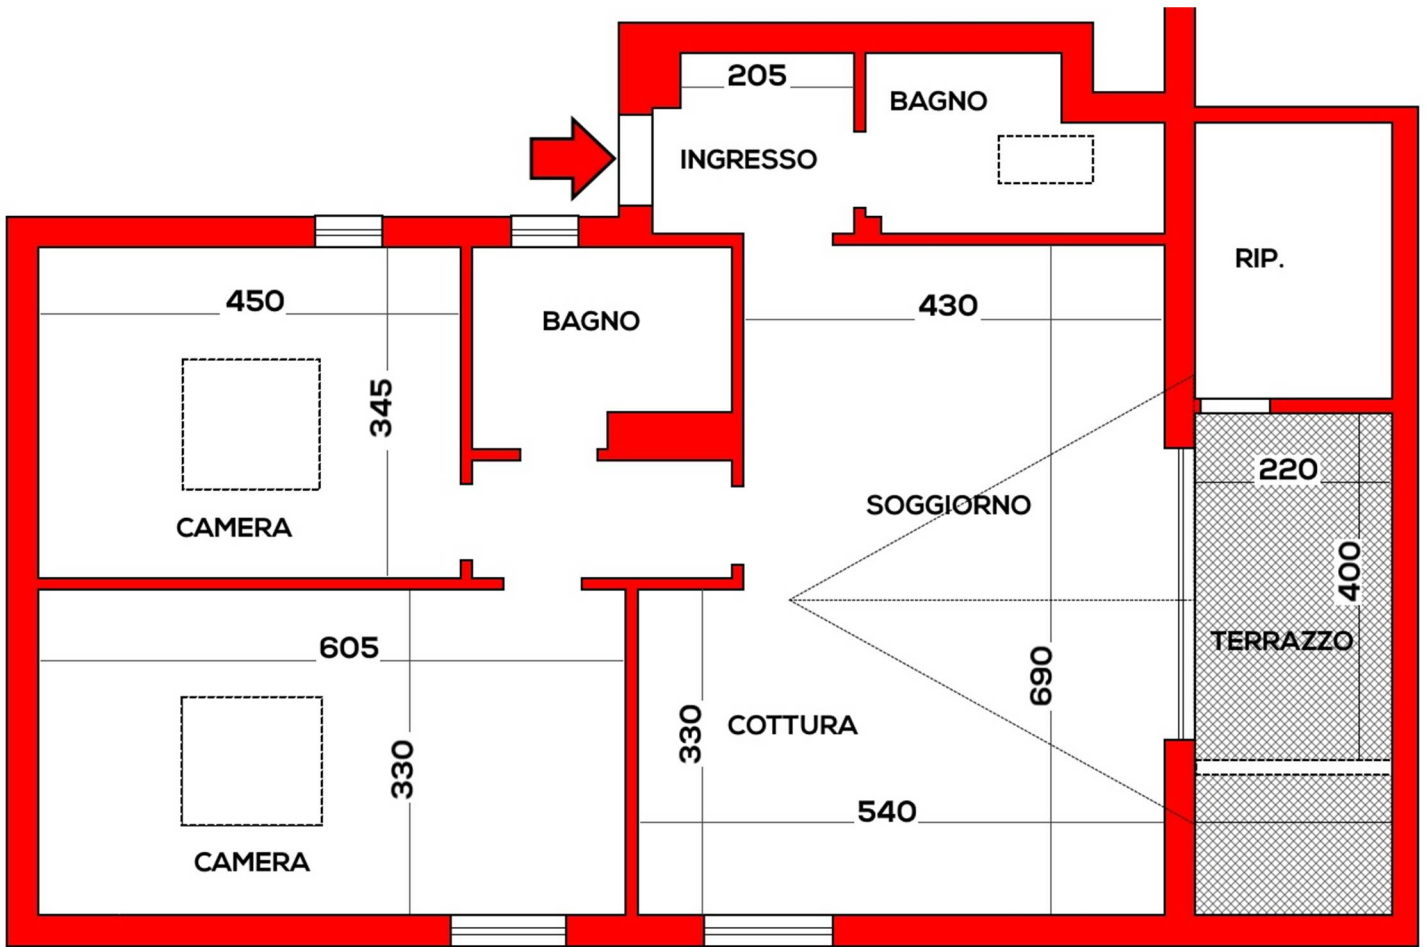 205
BAGNO
INGRESSO
RIP.
450
BAGNO
430
345
CAMERA
SOGGIORNO
220
400
TERRAZZO
605
690
330
COTTURA
330
540
CAMERA